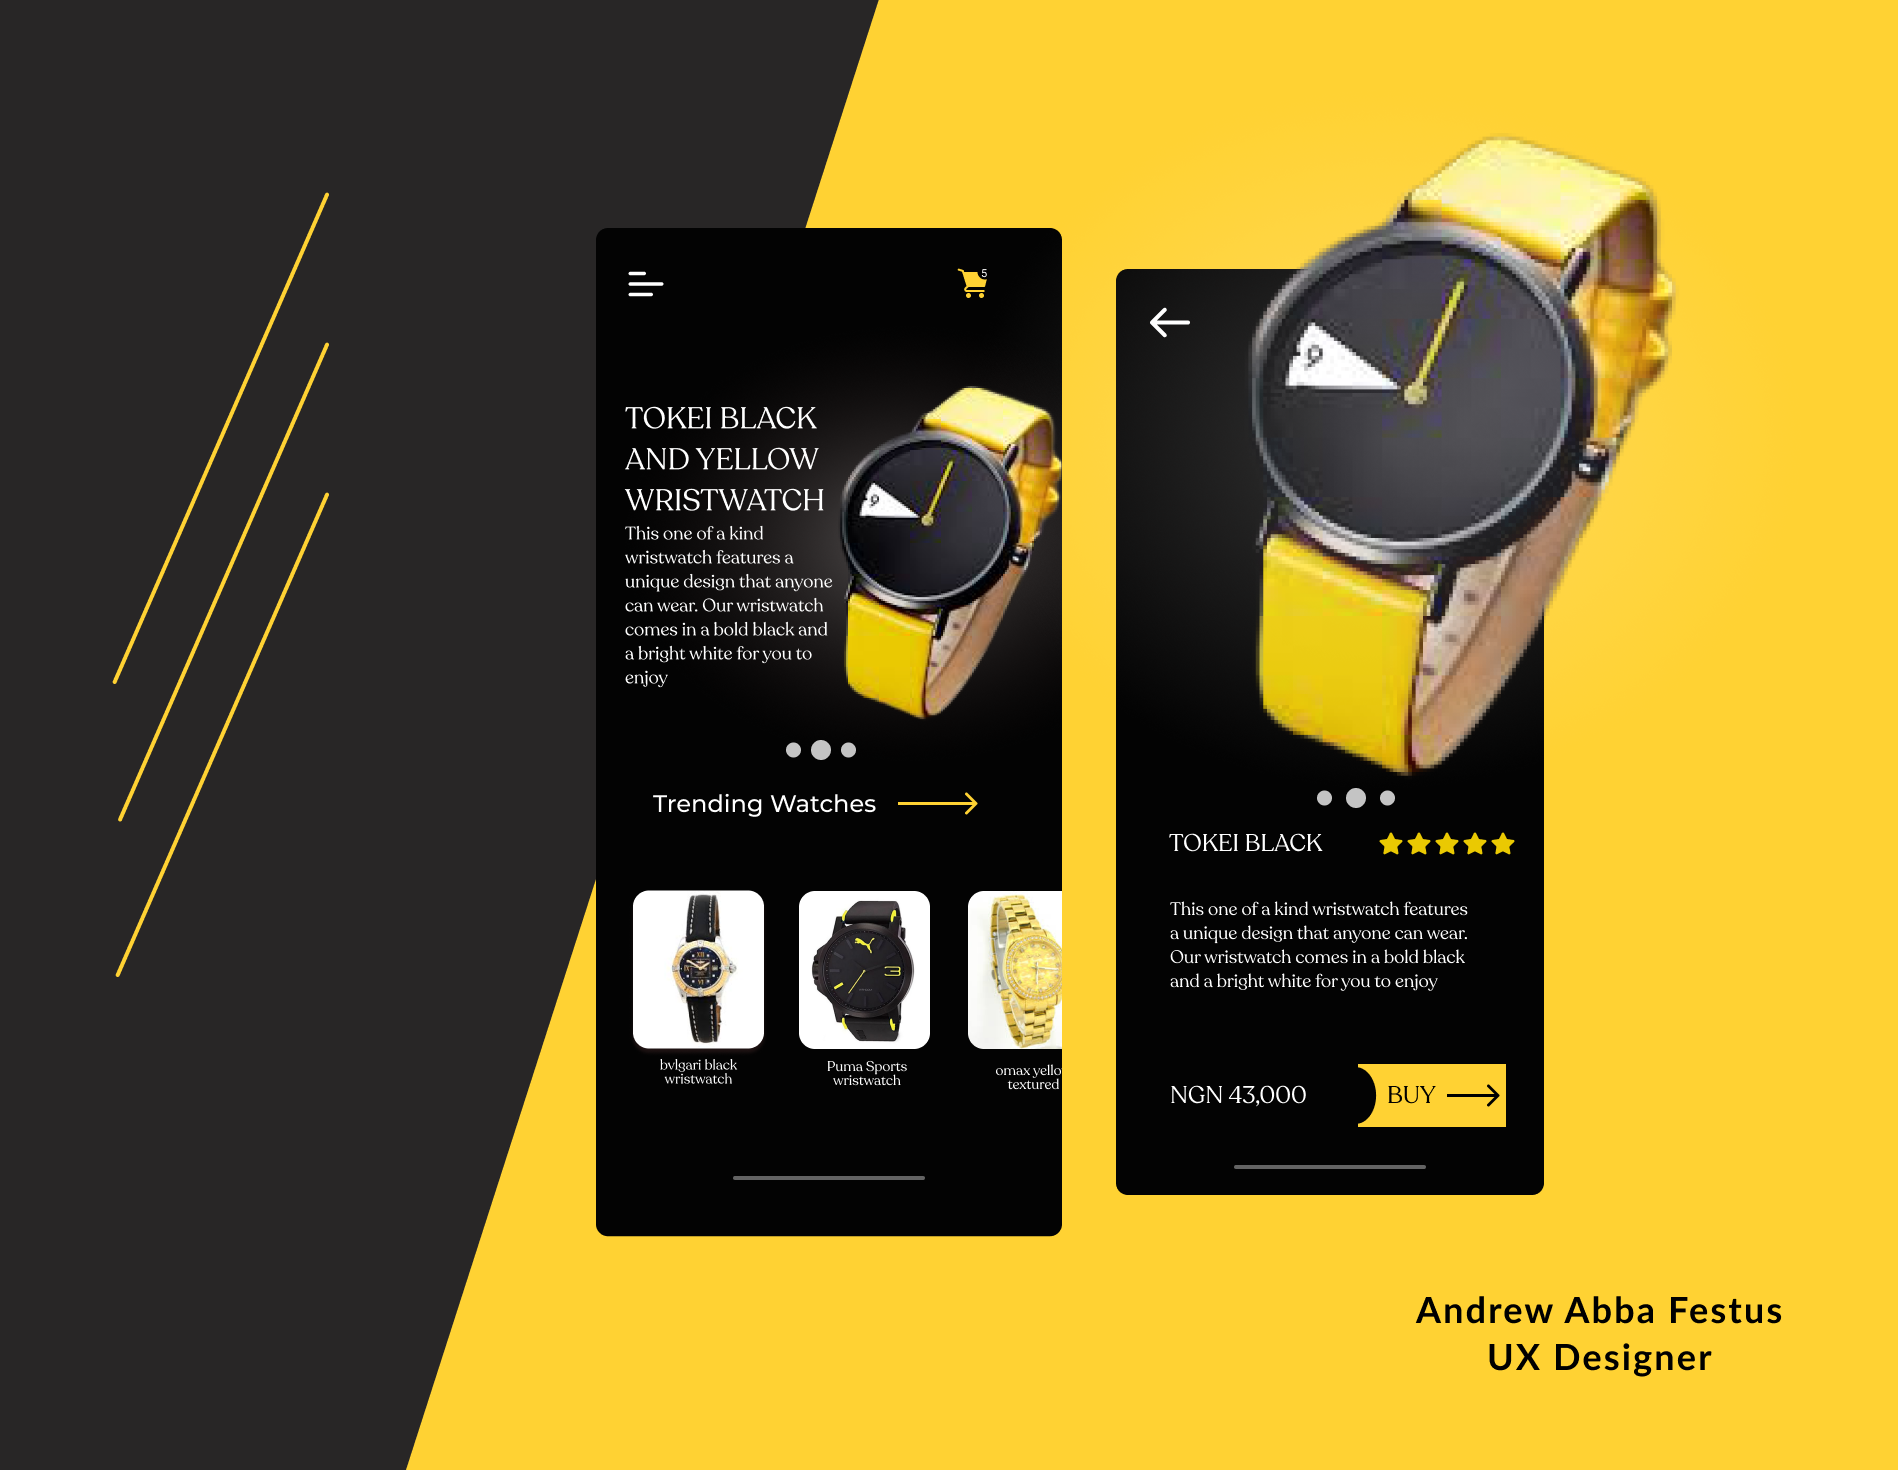 5
TOKEI BLACK
AND YELLOW
WRISTWATCH
This one of a kind
wristwatch features a
unique design that anyone
can wear. Our wristwatch
comes in a bold black and
a bright white for you to
enjoy
9
Trending Watches
3
bvlgari black
wristwatch
Puma Sports
wristwatch
omax yello
textured
9
TOKEI BLACK
This one of a kind wristwatch features
a unique design that anyone can wear.
Our wristwatch comes in a bold black
and a bright white for you to enjoy
NGN 43,000
BUY
Andrew Abba Festus
UX Designer